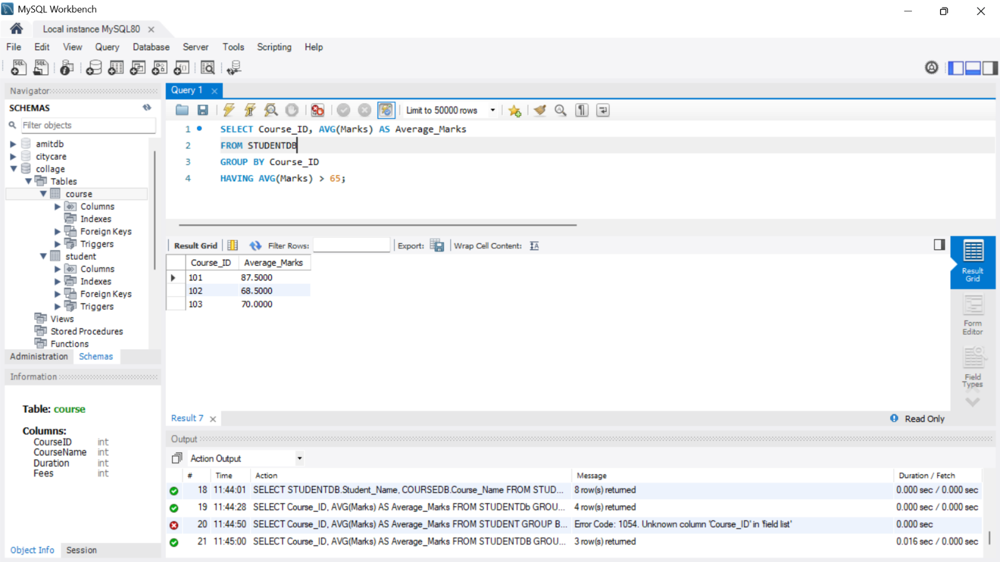 MySQL Workbench
Local instance MySQL80
File Edit View Query Database Server Tools Scripting Help
Navigator
SCHEMAS
Filter objects
amitdb
citycare
collage
Tables
course
Columns
Indexes
Foreign Keys
Triggers
student
Columns
Indexes
Foreign Keys
Triggers
Views
Stored Procedures
Functions
Administration Schemas
Information
Table: course
Columns:
CourseID int
CourseName int
Duration int
Fees int
Object Info Session
Query 1
Limit to 50000 rows
1 SELECT Course_ID, AVG(Marks) AS Average_Marks
2 FROM STUDENTDB
3 GROUP BY Course_ID
4 HAVING AVG(Marks) > 65;
Result Grid Filter Rows: Export: Wrap Cell Content:
Course_ID Average_Marks
101 87.5000
102 68.5000
103 70.0000
Result Grid
Form Editor
Field Types
Result 7
Read Only
Output
Action Output
# Time Action Message Duration / Fetch
18 11:44:01 SELECT STUDENTDB.Student_Name, COURSEDB.Course_Name FROM STUD... 8 row(s) returned 0.000 sec / 0.000 sec
19 11:44:28 SELECT Course_ID, AVG(Marks) AS Average_Marks FROM STUDENTDb GROU... 4 row(s) returned 0.000 sec / 0.000 sec
20 11:44:50 SELECT Course_ID, AVG(Marks) AS Average_Marks FROM STUDENT GROUP B... Error Code: 1054. Unknown column 'Course_ID' in 'field list' 0.000 sec
21 11:45:00 SELECT Course_ID, AVG(Marks) AS Average_Marks FROM STUDENTDB GROU... 3 row(s) returned 0.016 sec / 0.000 sec